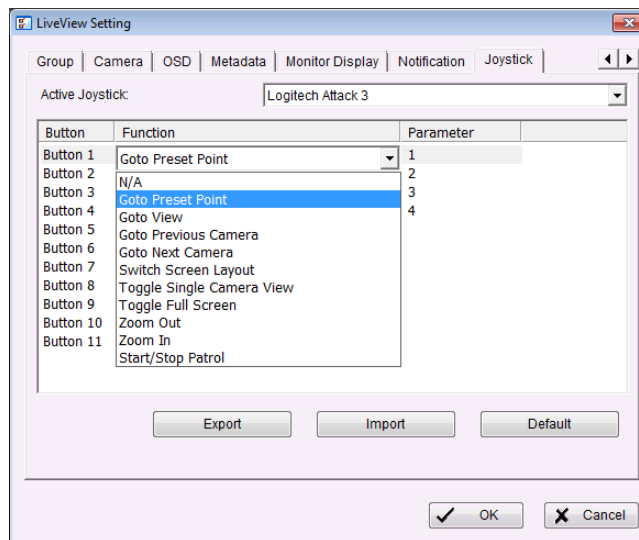 LiveView Setting
Group Camera OSD Metadata Monitor Display Notification Joystick
Active Joystick: Logitech Attack 3
Button Function Parameter
Button 1 Goto Preset Point 1
Button 2 N/A 2
Button 3 Goto Preset Point 3
Button 4 Goto View 4
Button 5 Goto Previous Camera
Button 6 Goto Next Camera
Button 7 Switch Screen Layout
Button 8 Toggle Single Camera View
Button 9 Toggle Full Screen
Button 10 Zoom Out
Button 11 Zoom In
Start/Stop Patrol
Export Import Default
OK Cancel